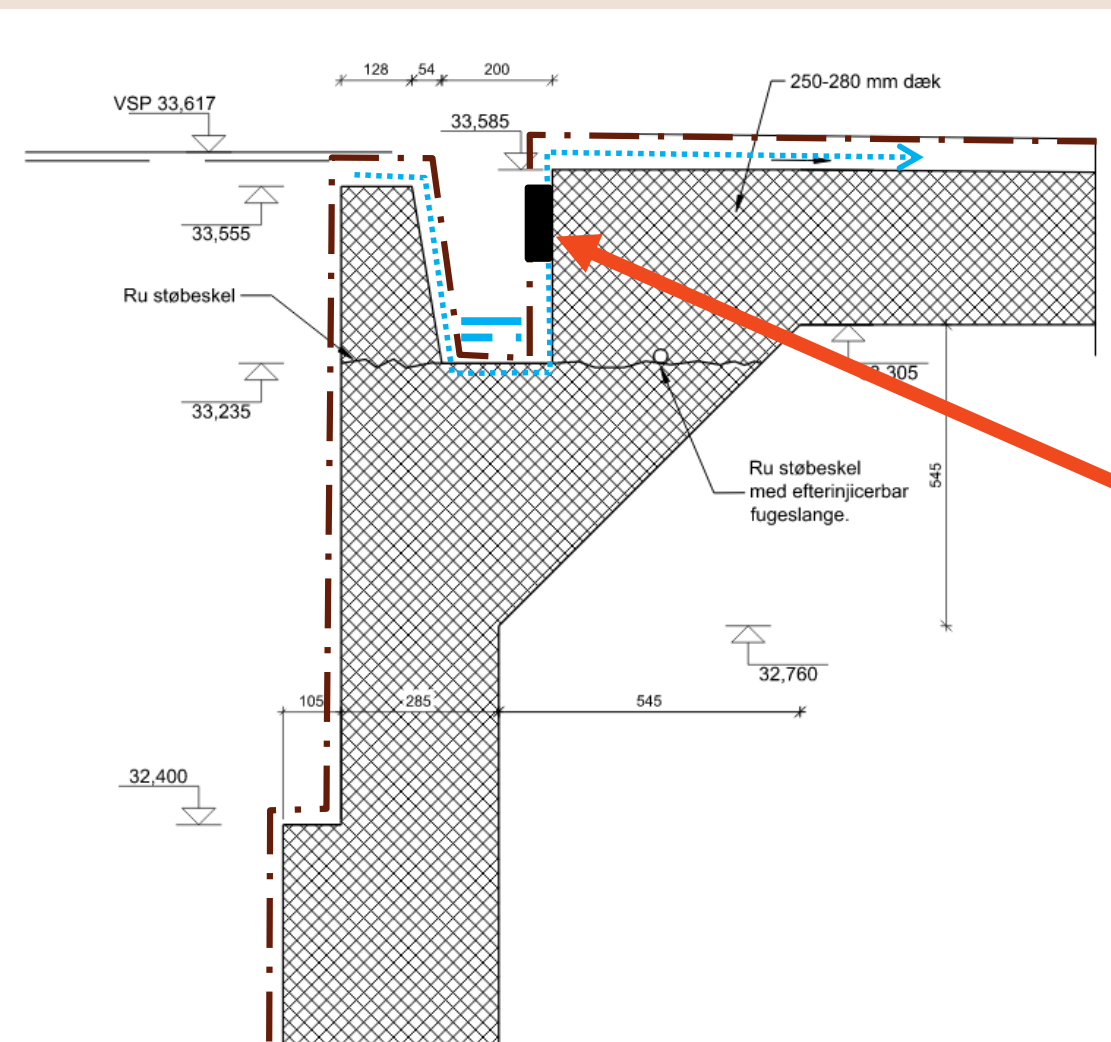 128 54 200
250-280 mm dæk
VSP 33,617
33,585
33,555
Ru støbeskel
33,235
545
Ru støbeskel
med efterinjicerbar
fugeslange.
32,760
105 285 545
32,400